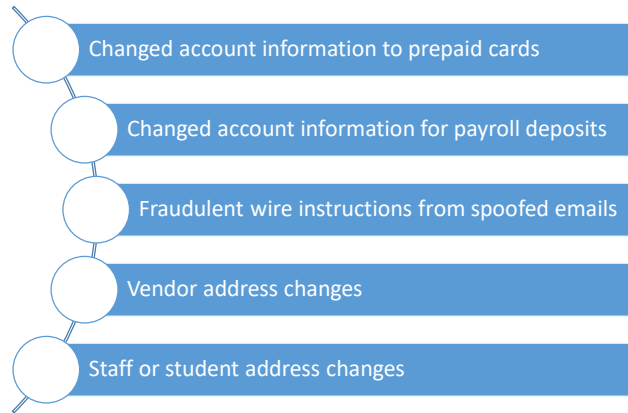 Changed account information to prepaid cards
Changed account information for payroll deposits
Fraudulent wire instructions from spoofed emails
Vendor address changes
Staff or student address changes